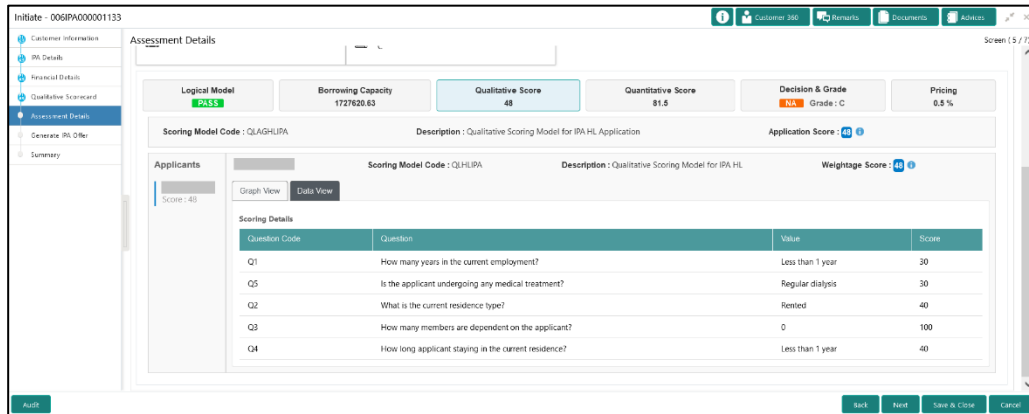 Initiate - 006IPA000001133
Customer 360 Remarks Documents Advices
Customer Information
IPA Details
Financial Details
Qualitative Scorecard
Assessment Details
Generate IPA Offer
Summary
Assessment Details Screen ( 5 / 7)
Logical Model Borrowing Capacity Qualitative Score Quantitative Score Decision & Grade Pricing
PASS 1727620.63 48 81.5 NA Grade : C 0.5 %
Scoring Model Code : QLAGHLIPA Description : Qualitative Scoring Model for IPA HL Application Application Score : 48
Applicants Scoring Model Code : QLHLIPA Description : Qualitative Scoring Model for IPA HL Weightage Score : 48
Score : 48
Graph View Data View
Scoring Details
Question Code Question Value Score
Q1 How many years in the current employment? Less than 1 year 30
Q5 Is the applicant undergoing any medical treatment? Regular dialysis 30
Q2 What is the current residence type? Rented 40
Q3 How many members are dependent on the applicant? 0 100
Q4 How long applicant staying in the current residence? Less than 1 year 40
Audit Back Next Save & Close Cancel